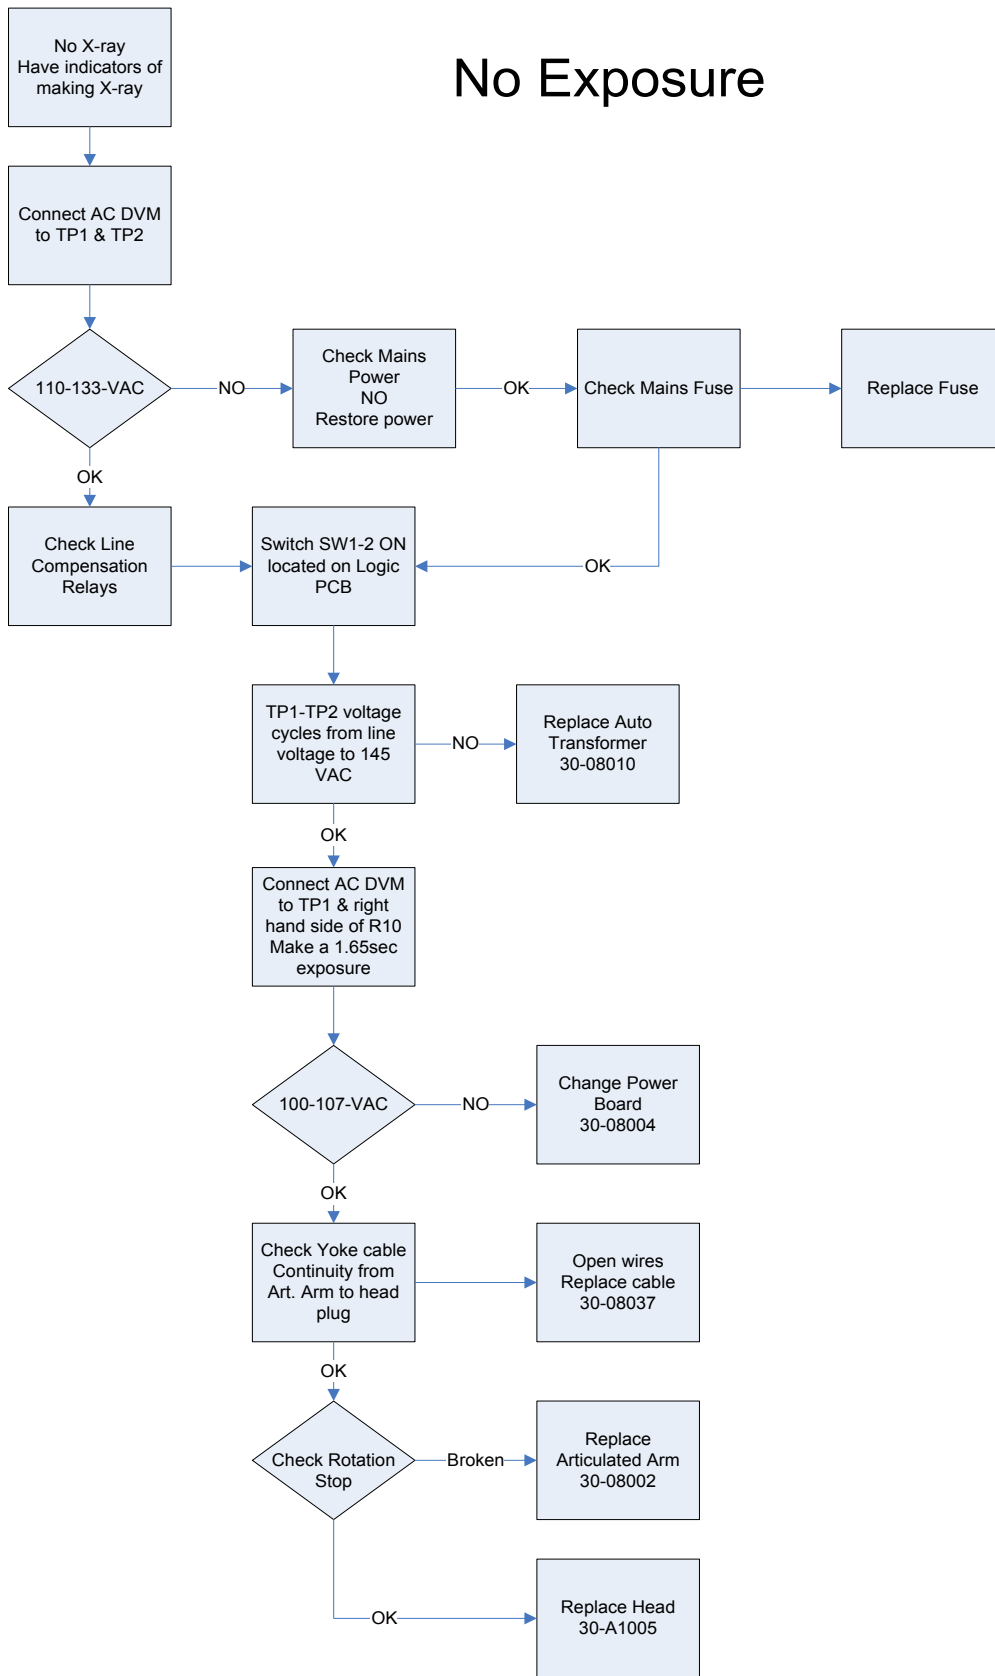 No X-ray
Have indicators of
making X-ray
No Exposure
Connect AC DVM
to TP1 & TP2
110-133-VAC
NO
Check Mains
Power
NO
Restore power
OK
Check Mains Fuse
Replace Fuse
OK
Check Line
Compensation
Relays
Switch SW1-2 ON
located on Logic
PCB
OK
TP1-TP2 voltage
cycles from line
voltage to 145
VAC
NO
Replace Auto
Transformer
30-08010
OK
Connect AC DVM
to TP1 & right
hand side of R10
Make a 1.65sec
exposure
100-107-VAC
NO
Change Power
Board
30-08004
OK
Check Yoke cable
Continuity from
Art. Arm to head
plug
Open wires
Replace cable
30-08037
OK
Check Rotation
Stop
Broken
Replace
Articulated Arm
30-08002
OK
Replace Head
30-A1005